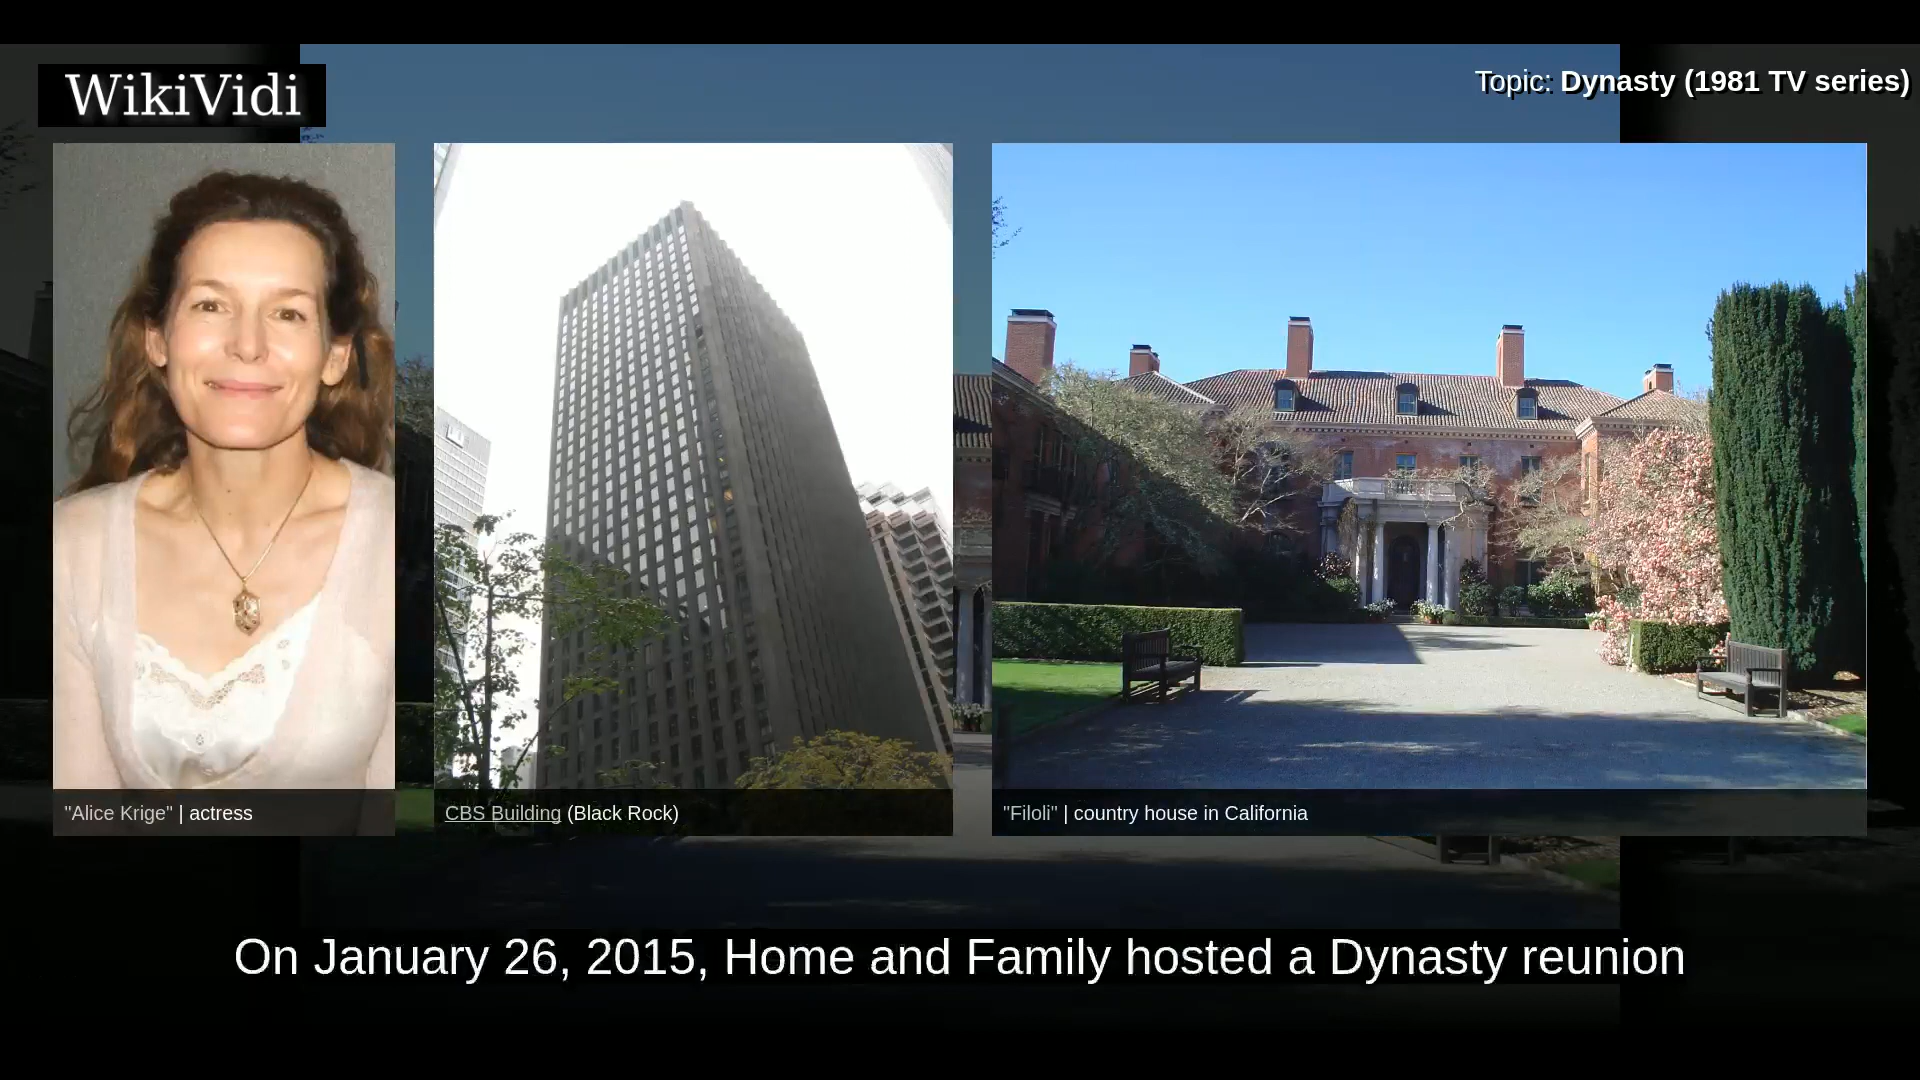 WikiVidi
Topic: Dynasty (1981 TV series)
"Alice Krige" | actress
CBS Building (Black Rock)
"Filoli" | country house in California
On January 26, 2015, Home and Family hosted a Dynasty reunion